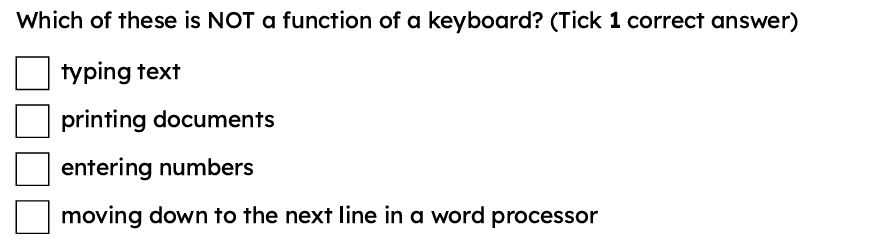 Which of these is NOT a function of a keyboard? (Tick 1 correct answer)
typing text
printing documents
entering numbers
moving down to the next line in a word processor